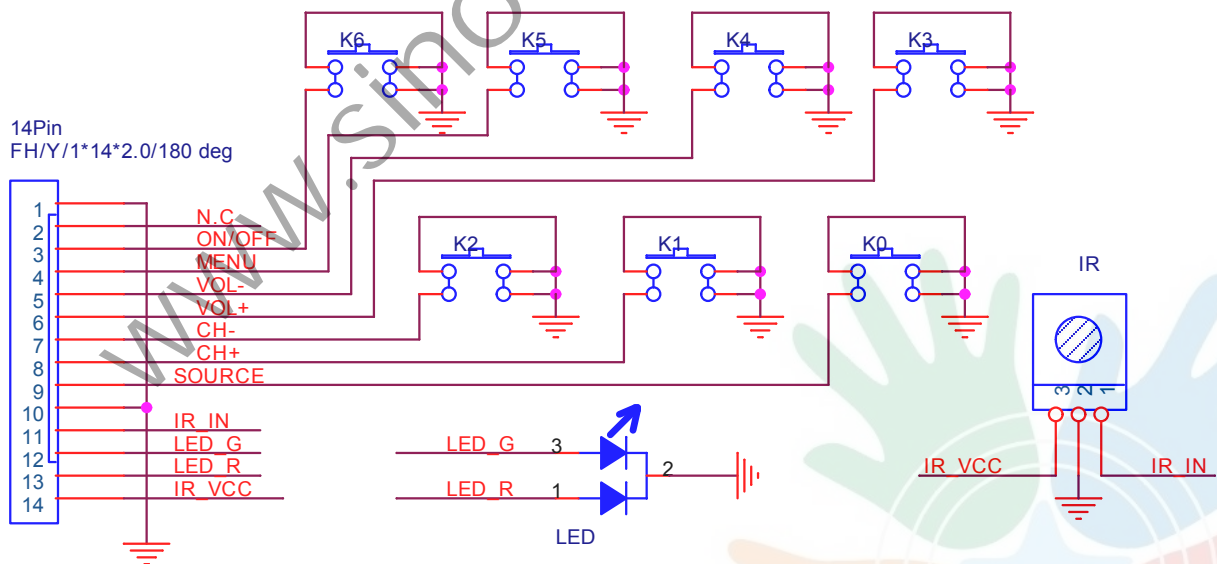 K6
K5
K4
K3
14Pin
FH/Y/1*14*2.0/180 deg
1
2
3
4
5
6
7
8
9
10
11
12
13
14
N.C
ON/OFF
MENU
VOL-
VOL+
CH-
CH+
SOURCE
IR_IN
LED_G
LED_R
IR_VCC
K2
K1
K0
LED_G
3
LED_R
1
2
LED
IR
3
2
1
IR_VCC
IR_IN
www.sino